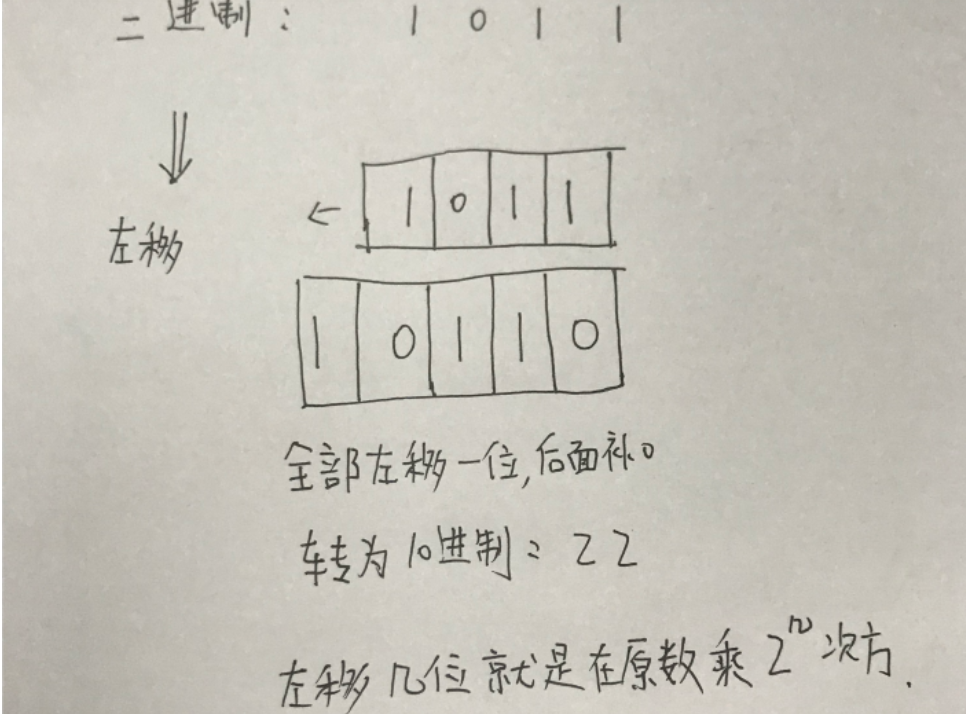 二进制: 1 0 1 1
左移
← 1 0 1 1
1 0 1 1 0
全部左移一位,后面补0
转为10进制: 22
左移几位就是在原数乘2ⁿ次方.